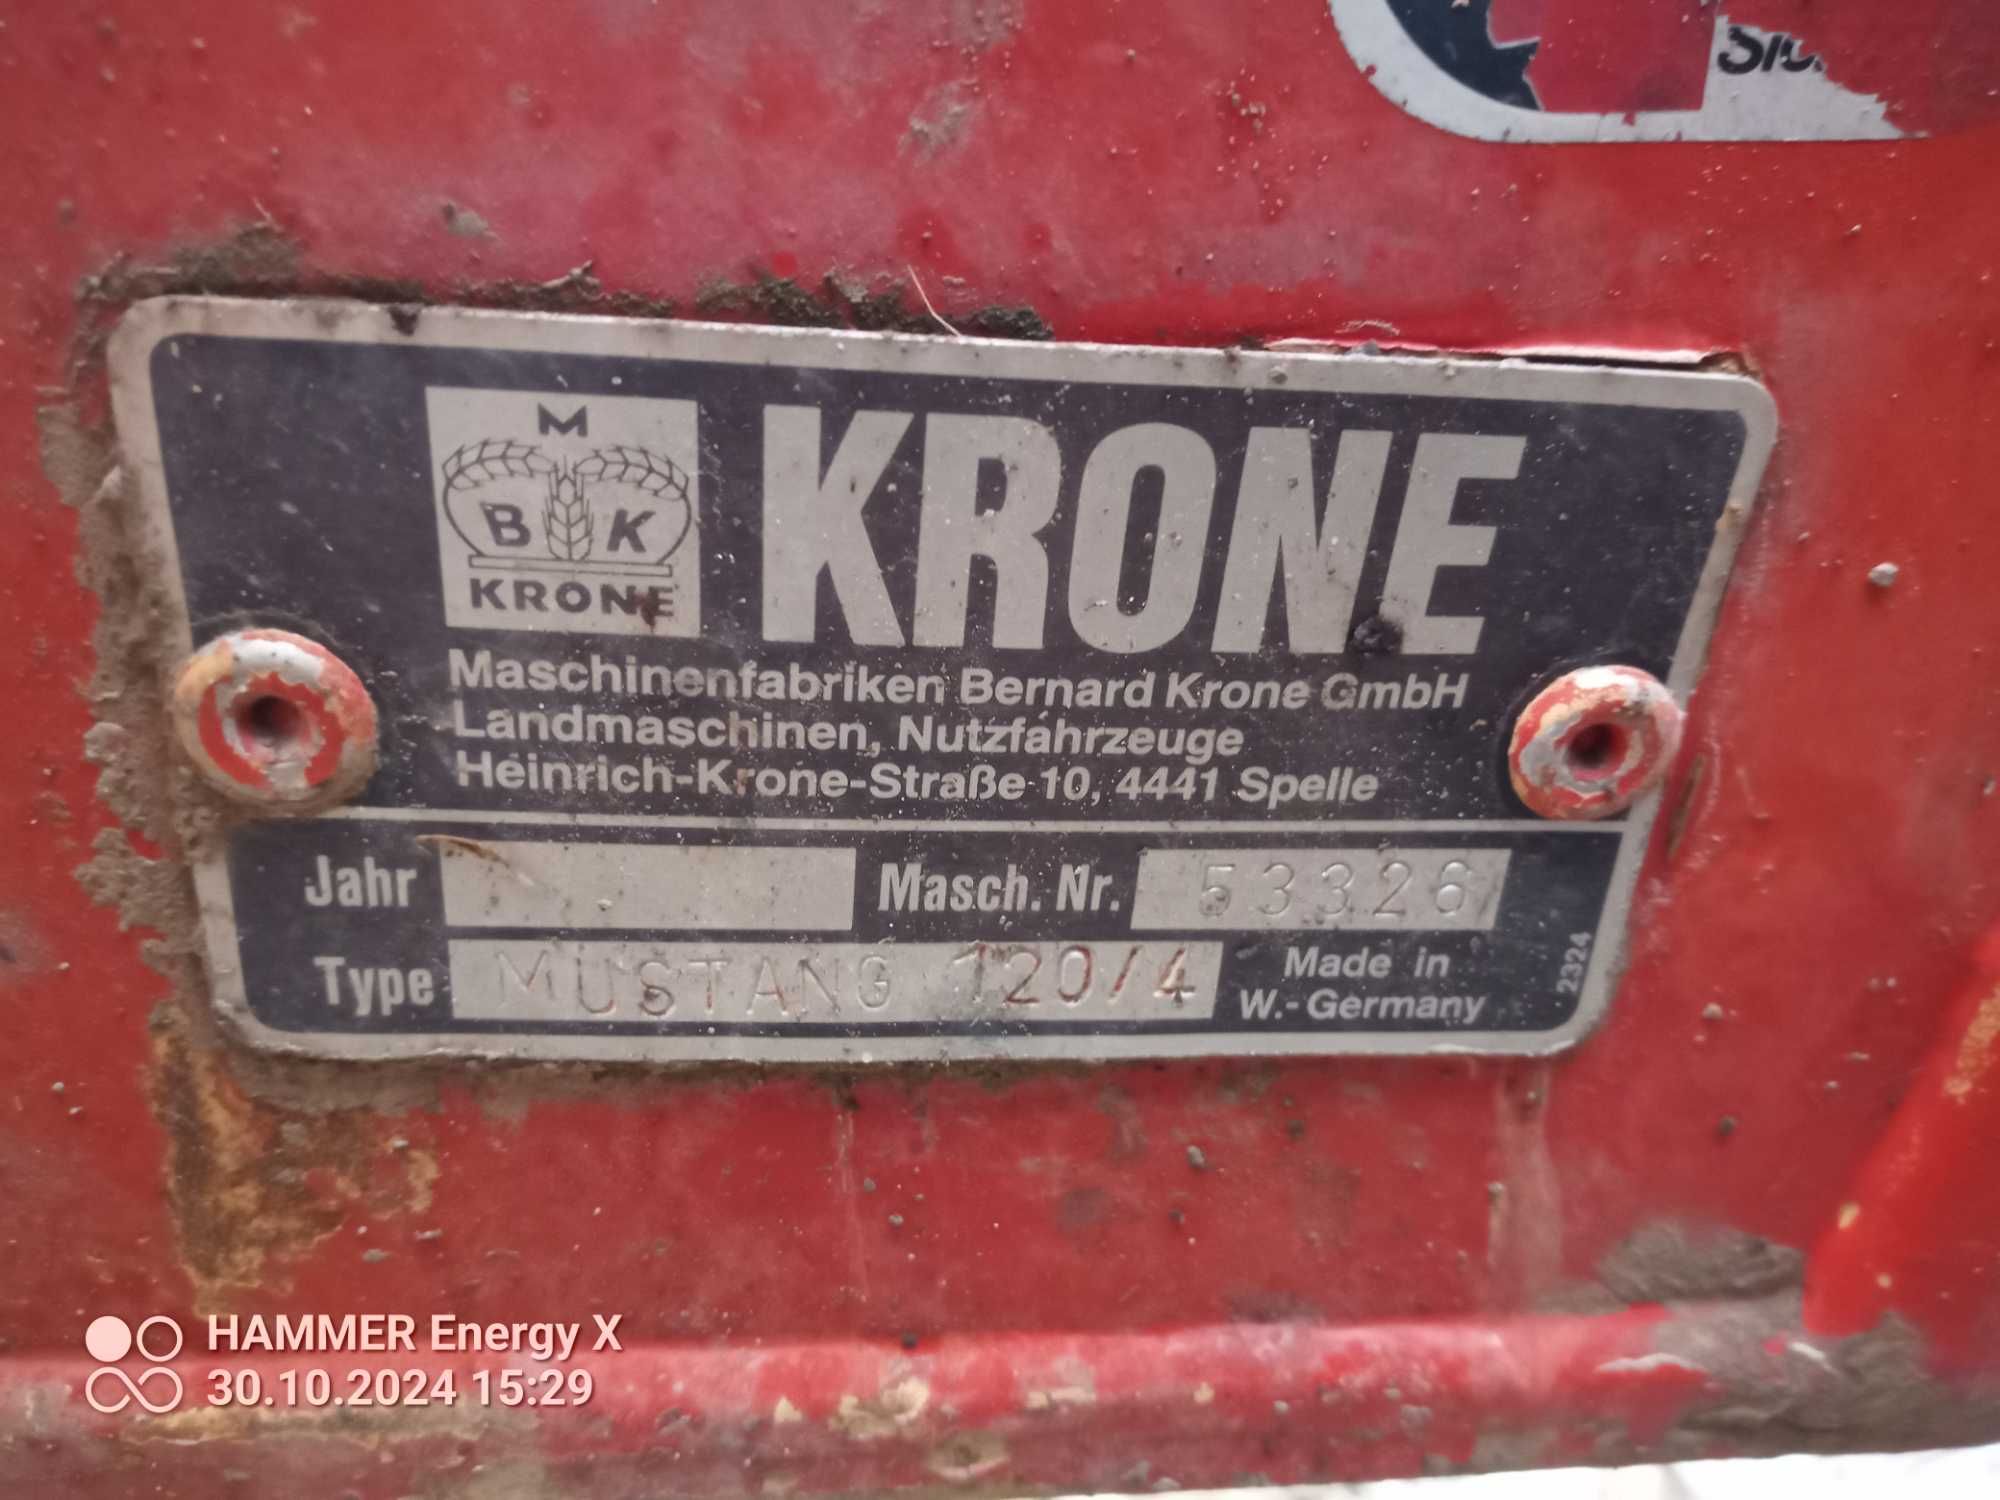 M
B K
KRONE
KRONE
Maschinenfabriken Bernard Krone GmbH
Landmaschinen, Nutzfahrzeuge
Heinrich-Krone-Straße 10, 4441 Spelle
Jahr
Masch. Nr. 53326
Type MUSTANG 120/4
Made in
W.-Germany
2324
HAMMER Energy X
30.10.2024 15:29